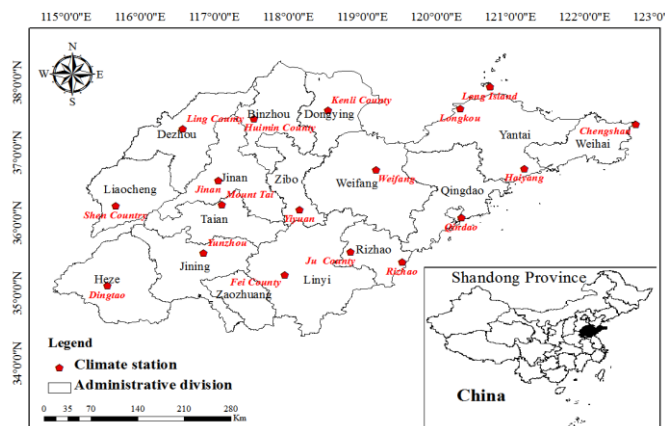 115°0'0"E 116°0'0"E 117°0'0"E 118°0'0"E 119°0'0"E 120°0'0"E 121°0'0"E 122°0'0"E
38°0'0"N
37°0'0"N
36°0'0"N
35°0'0"N
34°0'0"N
N
W E
S
Long Island
Longkou
Kenli County
Binzhou
Dongying
Ling County
Huimin County
Dezhou
Yantai
Chengshan
Weihai
Haiyang
Jinan
Zibo
Weifang
Weifang
Liaocheng
Jinan
Mount Tai
Qingdao
Shen Country
Taian
Yiyuan
Qindao
Yunzhou
Rizhao
Ju County
Rizhao
Jining
Fei County
Linyi
Heze
Dingtao
Zaozhuang
Shandong Province
China
Legend
Climate station
Administrative division
0 35 70 140 210 280
Km